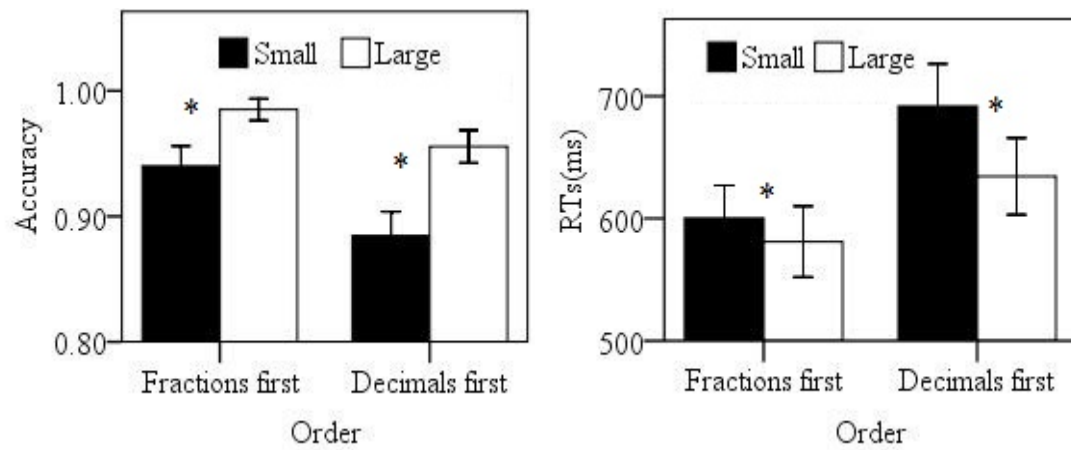 Small Large
1.00
*
*
0.90
0.80
Accuracy
Fractions first Decimals first
Order
Small Large
700
*
*
600
500
RTs(ms)
Fractions first Decimals first
Order